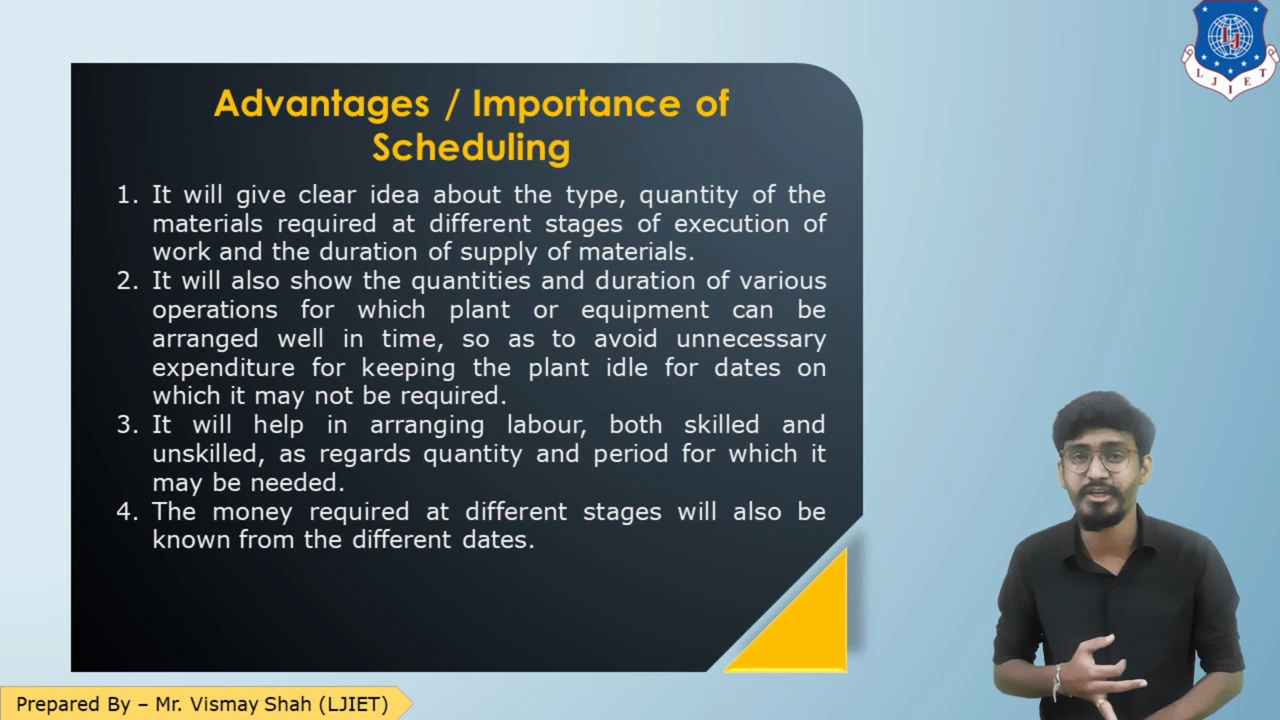 Advantages / Importance of
Scheduling
1. It will give clear idea about the type, quantity of the
materials required at different stages of execution of
work and the duration of supply of materials.
2. It will also show the quantities and duration of various
operations for which plant or equipment can be
arranged well in time, so as to avoid unnecessary
expenditure for keeping the plant idle for dates on
which it may not be required.
3. It will help in arranging labour, both skilled and
unskilled, as regards quantity and period for which it
may be needed.
4. The money required at different stages will also be
known from the different dates.
LJ
LJIET
Prepared By – Mr. Vismay Shah (LJIET)